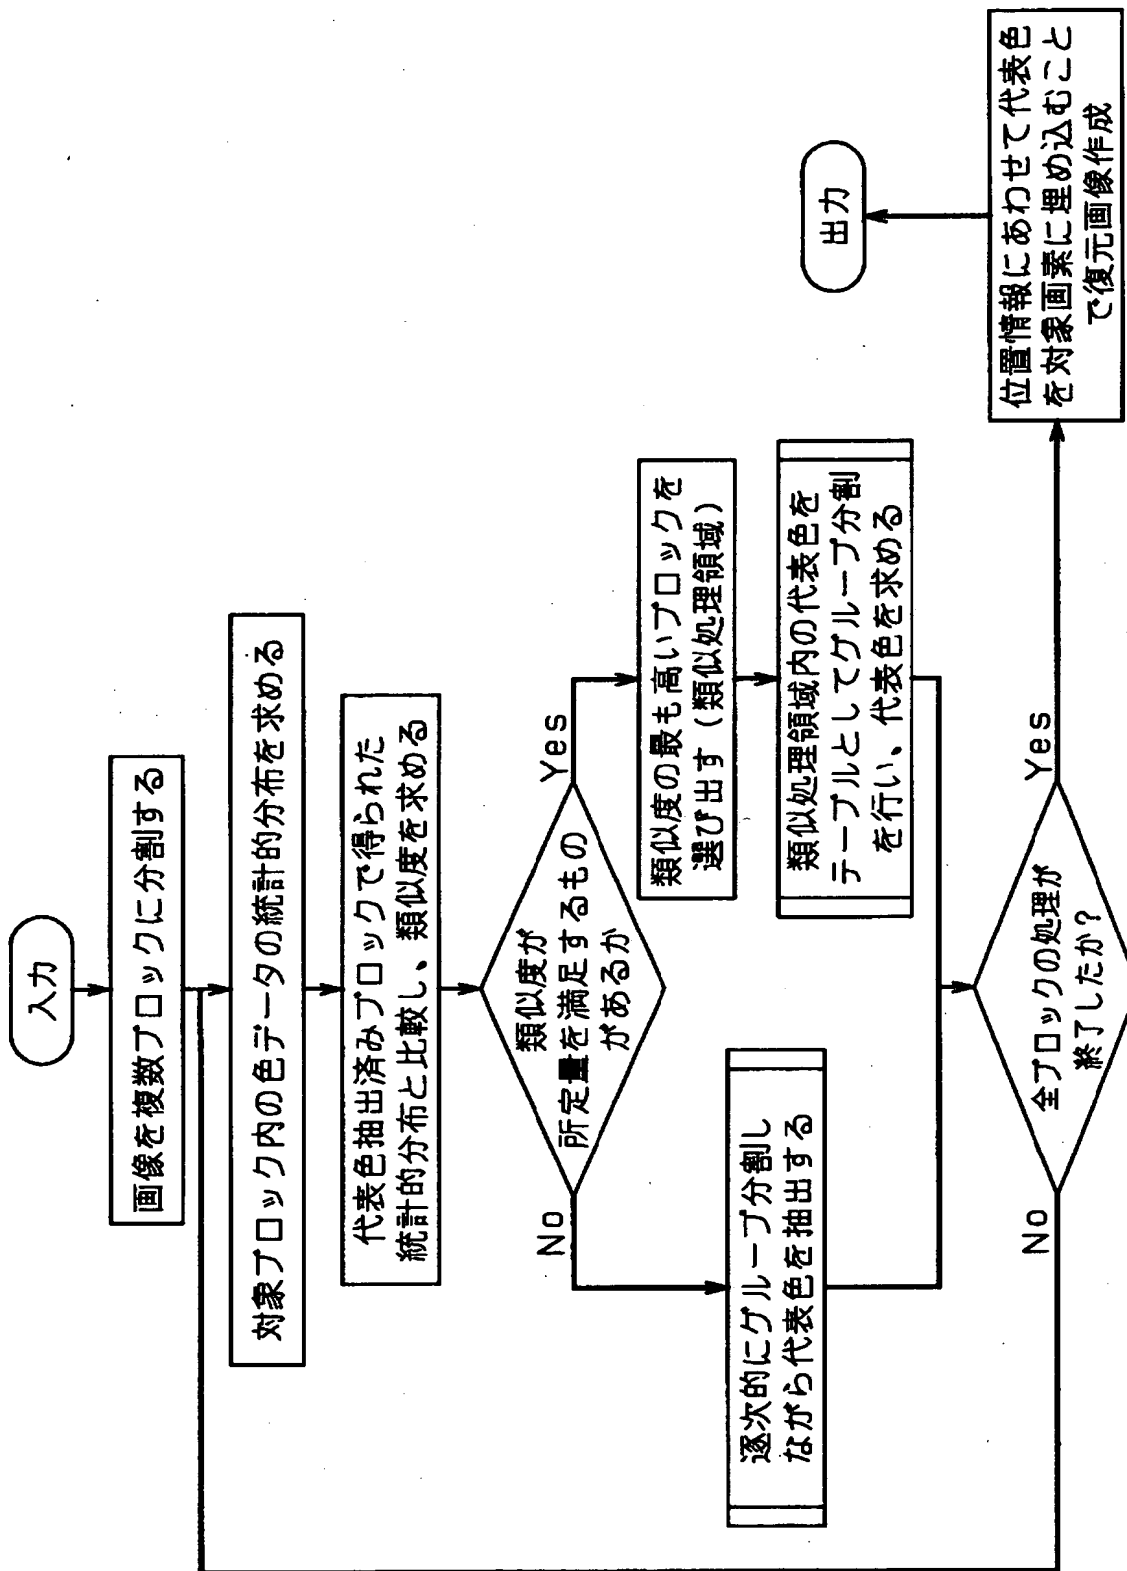 入力
画像を複数ブロックに分割する
対象ブロック内の色データの統計的分布を求める
代表色抽出済みブロックで得られた
統計的分布と比較し、類似度を求める
類似度が
所定量を満足するもの
があるか
Yes
No
類似度の最も高いブロックを
選び出す（類似処理領域）
類似処理領域内の代表色を
テーブルとしてグループ分割
を行い、代表色を求める
逐次的にグループ分割し
ながら代表色を抽出する
全ブロックの処理が
終了したか？
Yes
No
位置情報にあわせて代表色
を対象画素に埋め込むこと
で復元画像作成
出力